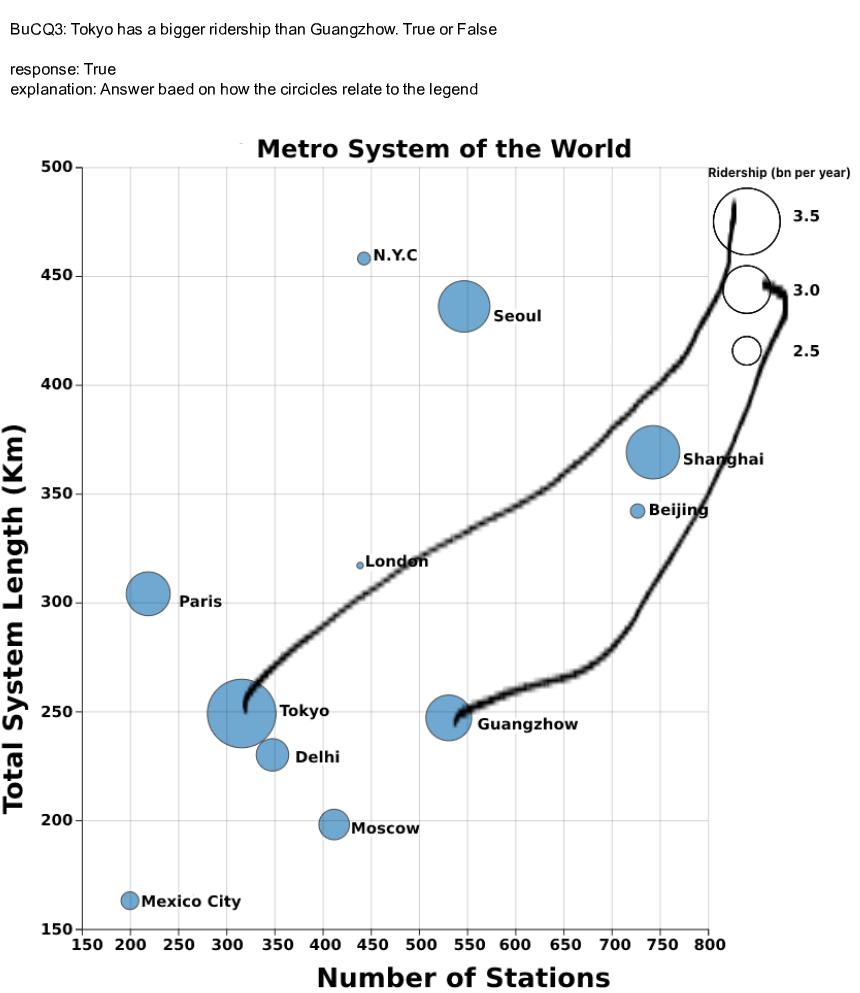 BuCQ3: Tokyo has a bigger ridership than Guangzhow. True or False
response: True
explanation: Answer baed on how the circicles relate to the legend
Metro System of the World
Ridership (bn per year)
3.5
3.0
2.5
500
450
400
350
300
250
200
150
Total System Length (Km)
N.Y.C
Seoul
Shanghai
Beijing
London
Paris
Tokyo
Guangzhow
Delhi
Moscow
Mexico City
150 200 250 300 350 400 450 500 550 600 650 700 750 800
Number of Stations